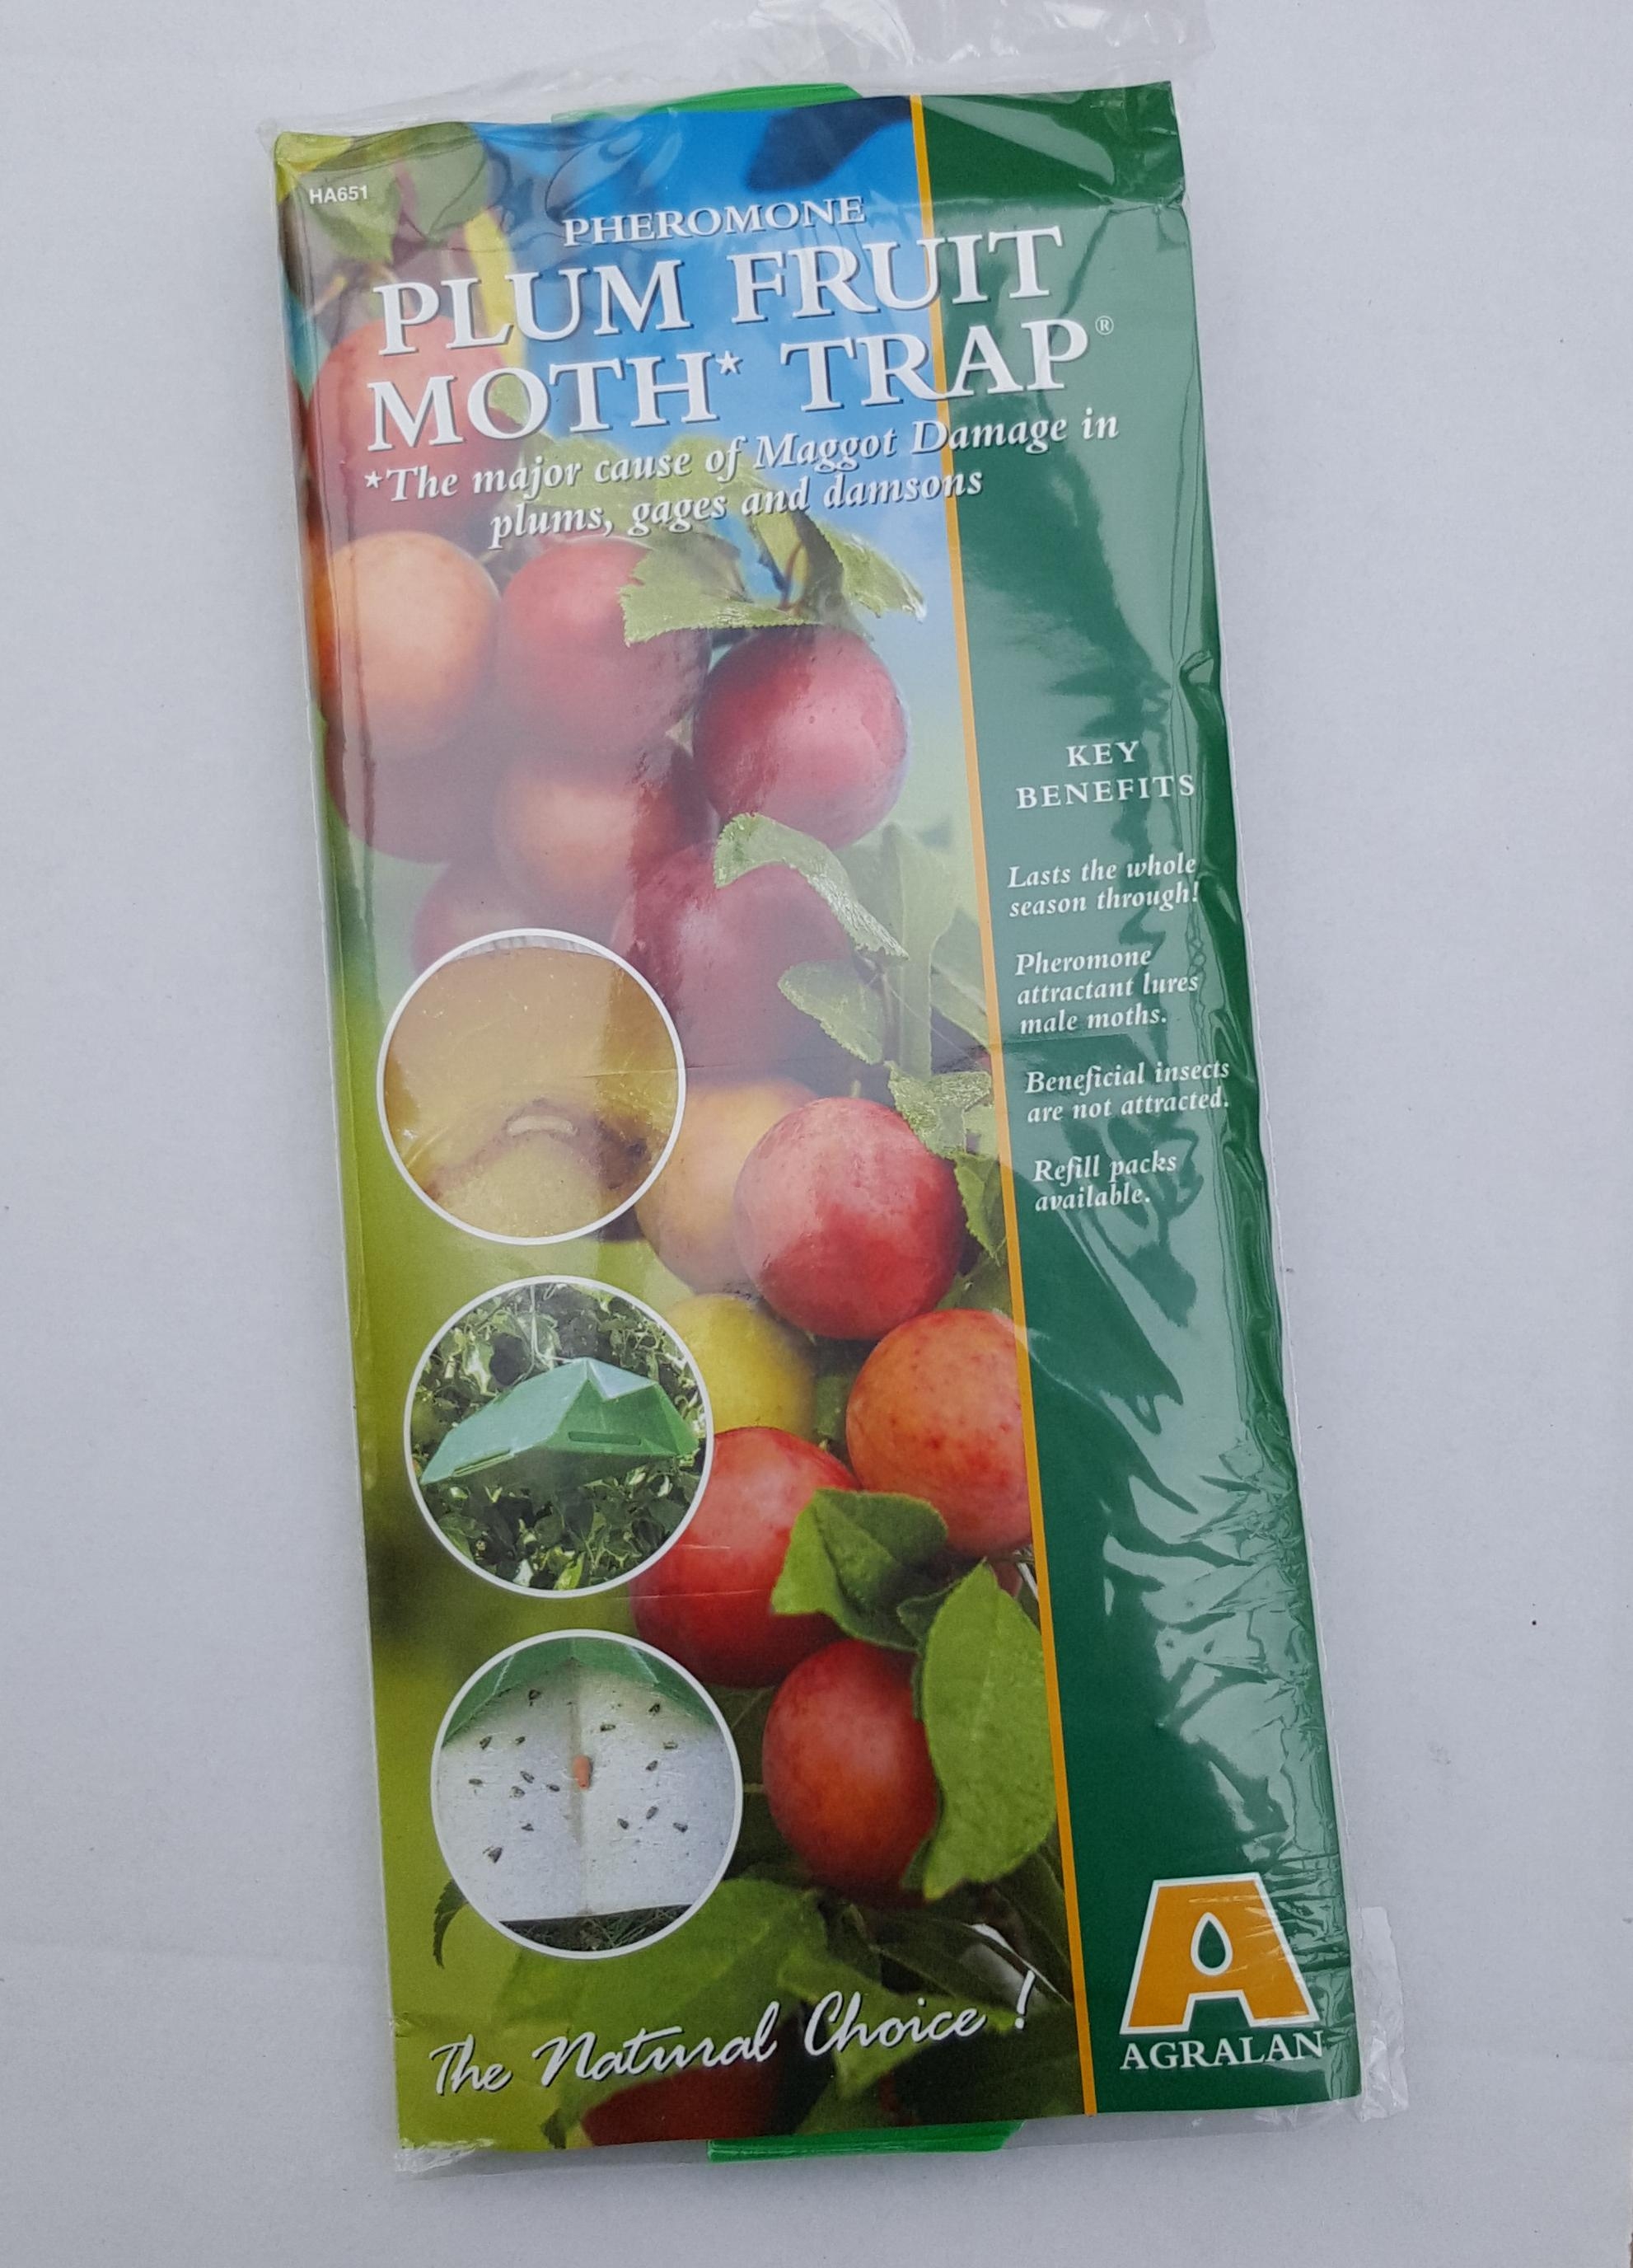 HA651
PHEROMONE
PLUM FRUIT
MOTH* TRAP®
*The major cause of Maggot Damage in
plums, gages and damsons
KEY
BENEFITS
Lasts the whole
season through!
Pheromone
attractant lures
male moths.
Beneficial insects
are not attracted.
Refill packs
available.
The Natural Choice !
A
AGRALAN